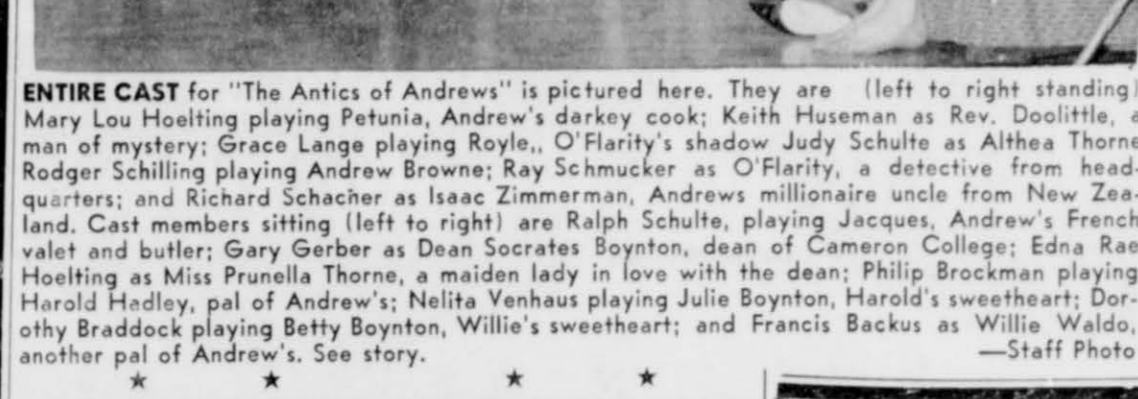 ENTIRE CAST for "The Antics of Andrews" is pictured here. They are (left to right standing)
Mary Lou Hoelting playing Petunia, Andrew's darkey cook; Keith Huseman as Rev. Doolittle, a
man of mystery; Grace Lange playing Royle,, O'Flarity's shadow Judy Schulte as Althea Thorne
Rodger Schilling playing Andrew Browne; Ray Schmucker as O'Flarity, a detective from head-
quarters; and Richard Schacher as Isaac Zimmerman, Andrews millionaire uncle from New Zea-
land. Cast members sitting (left to right) are Ralph Schulte, playing Jacques, Andrew's French
valet and butler; Gary Gerber as Dean Socrates Boynton, dean of Cameron College; Edna Rae
Hoelting as Miss Prunella Thorne, a maiden lady in love with the dean; Philip Brockman playing
Harold Hadley, pal of Andrew's; Nelita Venhaus playing Julie Boynton, Harold's sweetheart; Dor-
othy Braddock playing Betty Boynton, Willie's sweetheart; and Francis Backus as Willie Waldo,
another pal of Andrew's. See story. —Staff Photo